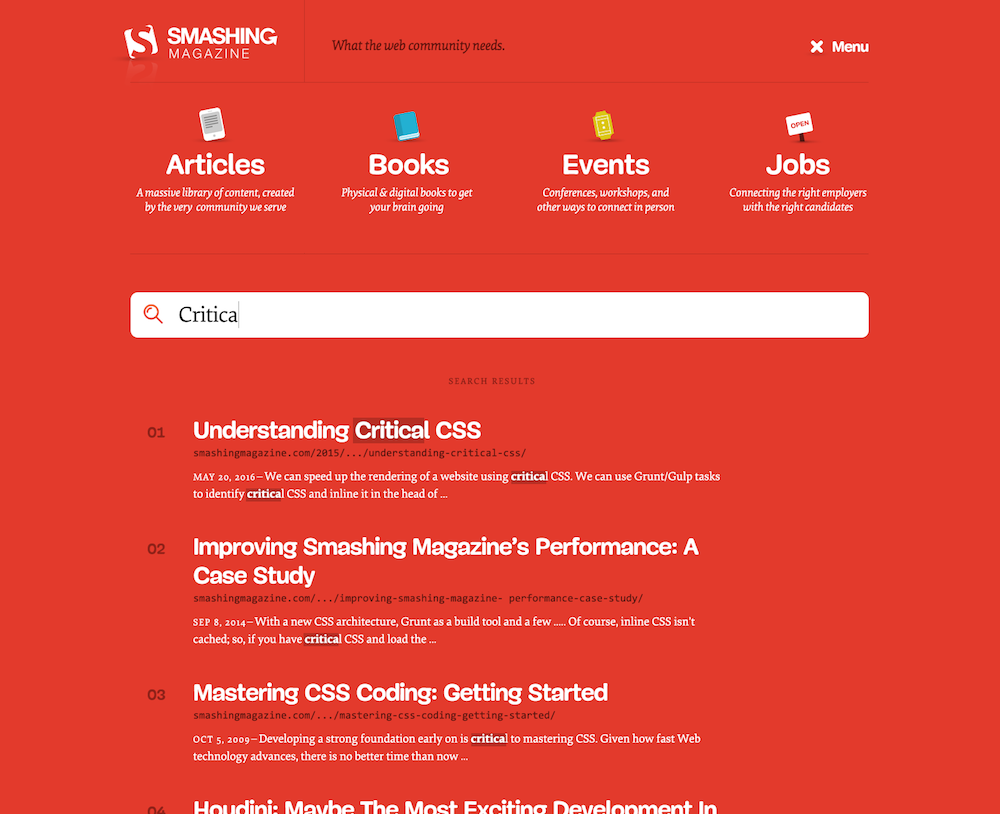 SMASHING
MAGAZINE
What the web community needs.
Menu
OPEN
Articles
Books
Events
Jobs
A massive library of content, created
by the very community we serve
Physical & digital books to get
your brain going
Conferences, workshops, and
other ways to connect in person
Connecting the right employers
with the right candidates
Critica
SEARCH RESULTS
01
Understanding Critical CSS
smashingmagazine.com/2015/.../understanding-critical-css/
MAY 20, 2016—We can speed up the rendering of a website using critical CSS. We can use Grunt/Gulp tasks
to identify critical CSS and inline it in the head of ...
02
Improving Smashing Magazine’s Performance: A
Case Study
smashingmagazine.com/.../improving-smashing-magazine- performance-case-study/
SEP 8, 2014—With a new CSS architecture, Grunt as a build tool and a few ..... Of course, inline CSS isn't
cached; so, if you have critical CSS and load the ...
03
Mastering CSS Coding: Getting Started
smashingmagazine.com/.../mastering-css-coding-getting-started/
OCT 5, 2009—Developing a strong foundation early on is critical to mastering CSS. Given how fast Web
technology advances, there is no better time than now ...
04
Houdini: Maybe The Most Exciting Development In